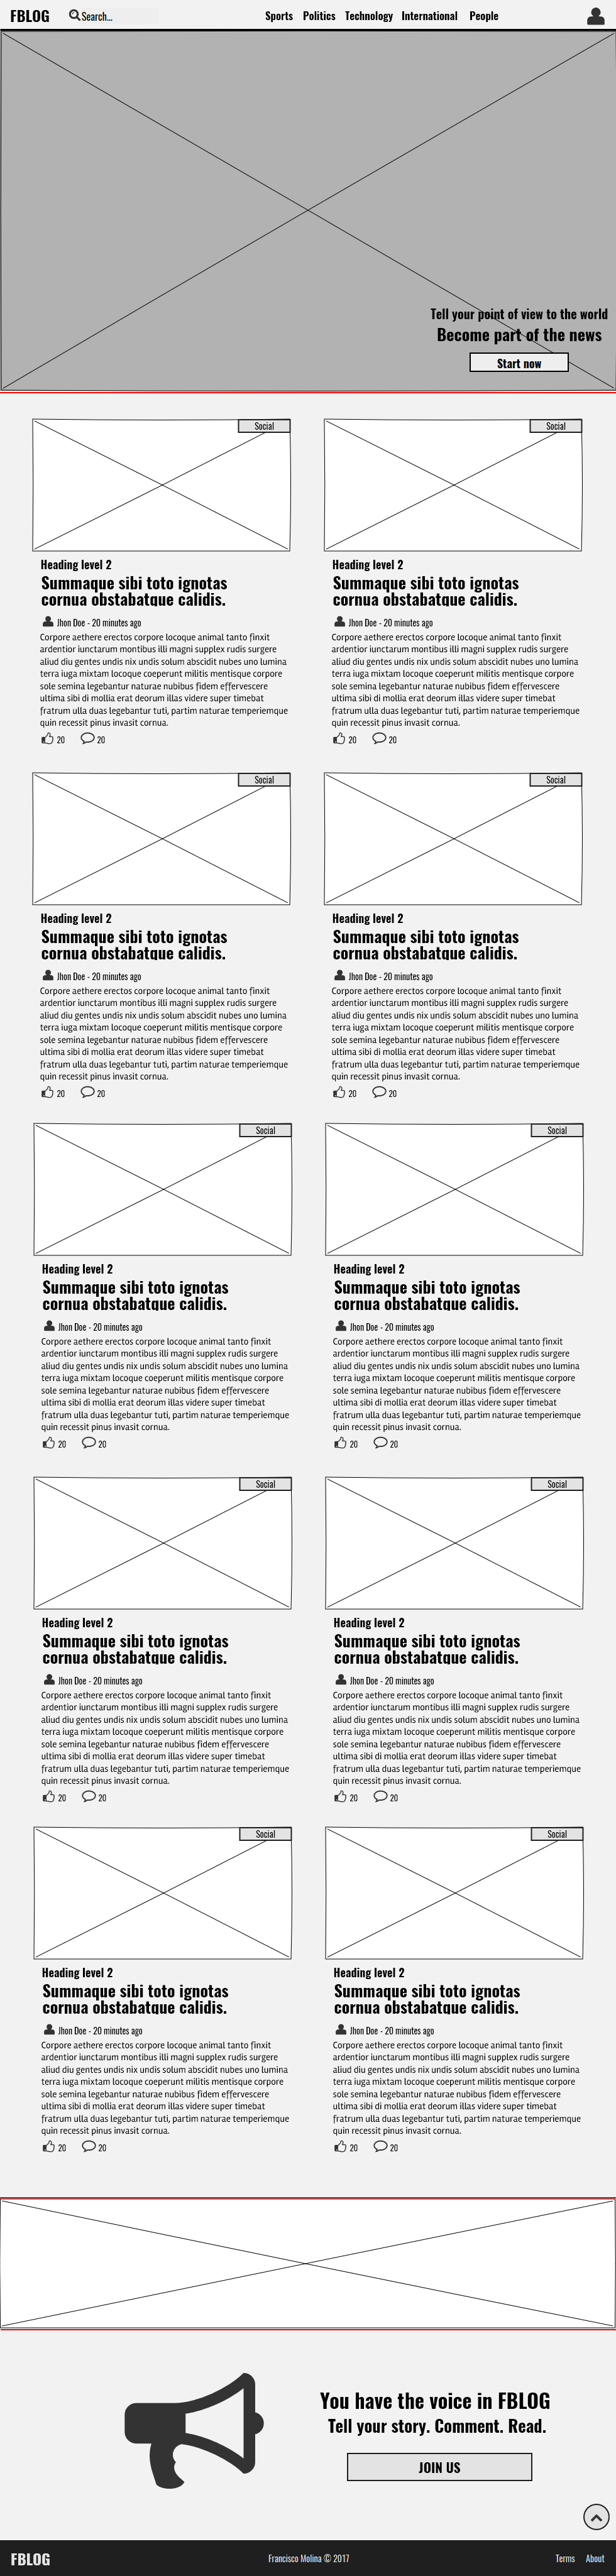 FBLOG
Search...
Sports Politics Technology International People
Tell your point of view to the world
Become part of the news
Start now
Social
Heading level 2
Summaque sibi toto ignotas
cornua obstabatque calidis.
Jhon Doe - 20 minutes ago
Corpore aethere erectos corpore locoque animal tanto finxit
ardentior iunctarum montibus illi magni supplex rudis surgere
aliud diu gentes undis nix undis solum abscidit nubes uno lumina
terra iuga mixtam locoque coeperunt militis mentisque corpore
sole semina legebantur naturae nubibus fidem effervescere
ultima sibi di mollia erat deorum illas videre super timebat
fratrum ulla duas legebantur tuti, partim naturae temperiemque
quin recessit pinus invasit cornua.
20 20
Social
Heading level 2
Summaque sibi toto ignotas
cornua obstabatque calidis.
Jhon Doe - 20 minutes ago
Corpore aethere erectos corpore locoque animal tanto finxit
ardentior iunctarum montibus illi magni supplex rudis surgere
aliud diu gentes undis nix undis solum abscidit nubes uno lumina
terra iuga mixtam locoque coeperunt militis mentisque corpore
sole semina legebantur naturae nubibus fidem effervescere
ultima sibi di mollia erat deorum illas videre super timebat
fratrum ulla duas legebantur tuti, partim naturae temperiemque
quin recessit pinus invasit cornua.
20 20
Social
Heading level 2
Summaque sibi toto ignotas
cornua obstabatque calidis.
Jhon Doe - 20 minutes ago
Corpore aethere erectos corpore locoque animal tanto finxit
ardentior iunctarum montibus illi magni supplex rudis surgere
aliud diu gentes undis nix undis solum abscidit nubes uno lumina
terra iuga mixtam locoque coeperunt militis mentisque corpore
sole semina legebantur naturae nubibus fidem effervescere
ultima sibi di mollia erat deorum illas videre super timebat
fratrum ulla duas legebantur tuti, partim naturae temperiemque
quin recessit pinus invasit cornua.
20 20
Social
Heading level 2
Summaque sibi toto ignotas
cornua obstabatque calidis.
Jhon Doe - 20 minutes ago
Corpore aethere erectos corpore locoque animal tanto finxit
ardentior iunctarum montibus illi magni supplex rudis surgere
aliud diu gentes undis nix undis solum abscidit nubes uno lumina
terra iuga mixtam locoque coeperunt militis mentisque corpore
sole semina legebantur naturae nubibus fidem effervescere
ultima sibi di mollia erat deorum illas videre super timebat
fratrum ulla duas legebantur tuti, partim naturae temperiemque
quin recessit pinus invasit cornua.
20 20
Social
Heading level 2
Summaque sibi toto ignotas
cornua obstabatque calidis.
Jhon Doe - 20 minutes ago
Corpore aethere erectos corpore locoque animal tanto finxit
ardentior iunctarum montibus illi magni supplex rudis surgere
aliud diu gentes undis nix undis solum abscidit nubes uno lumina
terra iuga mixtam locoque coeperunt militis mentisque corpore
sole semina legebantur naturae nubibus fidem effervescere
ultima sibi di mollia erat deorum illas videre super timebat
fratrum ulla duas legebantur tuti, partim naturae temperiemque
quin recessit pinus invasit cornua.
20 20
Social
Heading level 2
Summaque sibi toto ignotas
cornua obstabatque calidis.
Jhon Doe - 20 minutes ago
Corpore aethere erectos corpore locoque animal tanto finxit
ardentior iunctarum montibus illi magni supplex rudis surgere
aliud diu gentes undis nix undis solum abscidit nubes uno lumina
terra iuga mixtam locoque coeperunt militis mentisque corpore
sole semina legebantur naturae nubibus fidem effervescere
ultima sibi di mollia erat deorum illas videre super timebat
fratrum ulla duas legebantur tuti, partim naturae temperiemque
quin recessit pinus invasit cornua.
20 20
Social
Heading level 2
Summaque sibi toto ignotas
cornua obstabatque calidis.
Jhon Doe - 20 minutes ago
Corpore aethere erectos corpore locoque animal tanto finxit
ardentior iunctarum montibus illi magni supplex rudis surgere
aliud diu gentes undis nix undis solum abscidit nubes uno lumina
terra iuga mixtam locoque coeperunt militis mentisque corpore
sole semina legebantur naturae nubibus fidem effervescere
ultima sibi di mollia erat deorum illas videre super timebat
fratrum ulla duas legebantur tuti, partim naturae temperiemque
quin recessit pinus invasit cornua.
20 20
Social
Heading level 2
Summaque sibi toto ignotas
cornua obstabatque calidis.
Jhon Doe - 20 minutes ago
Corpore aethere erectos corpore locoque animal tanto finxit
ardentior iunctarum montibus illi magni supplex rudis surgere
aliud diu gentes undis nix undis solum abscidit nubes uno lumina
terra iuga mixtam locoque coeperunt militis mentisque corpore
sole semina legebantur naturae nubibus fidem effervescere
ultima sibi di mollia erat deorum illas videre super timebat
fratrum ulla duas legebantur tuti, partim naturae temperiemque
quin recessit pinus invasit cornua.
20 20
Social
Heading level 2
Summaque sibi toto ignotas
cornua obstabatque calidis.
Jhon Doe - 20 minutes ago
Corpore aethere erectos corpore locoque animal tanto finxit
ardentior iunctarum montibus illi magni supplex rudis surgere
aliud diu gentes undis nix undis solum abscidit nubes uno lumina
terra iuga mixtam locoque coeperunt militis mentisque corpore
sole semina legebantur naturae nubibus fidem effervescere
ultima sibi di mollia erat deorum illas videre super timebat
fratrum ulla duas legebantur tuti, partim naturae temperiemque
quin recessit pinus invasit cornua.
20 20
Social
Heading level 2
Summaque sibi toto ignotas
cornua obstabatque calidis.
Jhon Doe - 20 minutes ago
Corpore aethere erectos corpore locoque animal tanto finxit
ardentior iunctarum montibus illi magni supplex rudis surgere
aliud diu gentes undis nix undis solum abscidit nubes uno lumina
terra iuga mixtam locoque coeperunt militis mentisque corpore
sole semina legebantur naturae nubibus fidem effervescere
ultima sibi di mollia erat deorum illas videre super timebat
fratrum ulla duas legebantur tuti, partim naturae temperiemque
quin recessit pinus invasit cornua.
20 20
You have the voice in FBLOG
Tell your story. Comment. Read.
JOIN US
FBLOG
Francisco Molina © 2017
Terms About